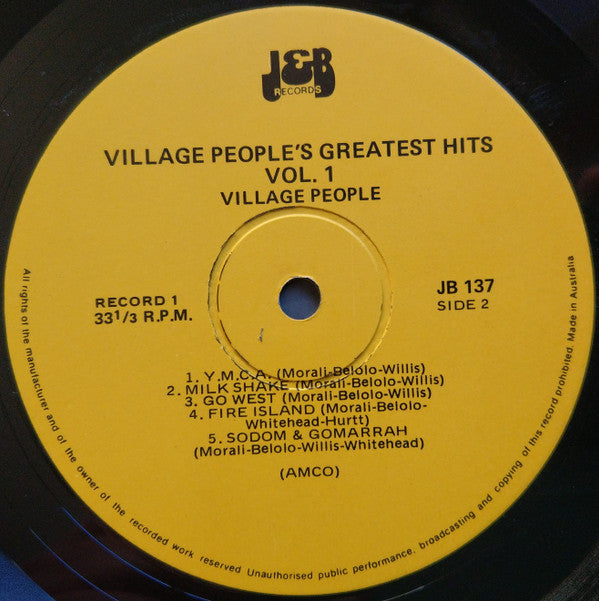 J&B
RECORDS
VILLAGE PEOPLE'S GREATEST HITS
VOL. 1
VILLAGE PEOPLE
RECORD 1
33 1/3 R.P.M.
JB 137
SIDE 2
1. Y.M.C.A. (Morali-Belolo-Willis)
2. MILK SHAKE (Morali-Belolo-Willis)
3. GO WEST (Morali-Belolo-Willis)
4. FIRE ISLAND (Morali-Belolo-
Whitehead-Hurtt)
5. SODOM & GOMARRAH
(Morali-Belolo-Willis-Whitehead)
(AMCO)
All rights of the manufacturer and of the owner of the recorded work reserved Unauthorised public performance, broadcasting and copying of this record prohibited. Made in Australia